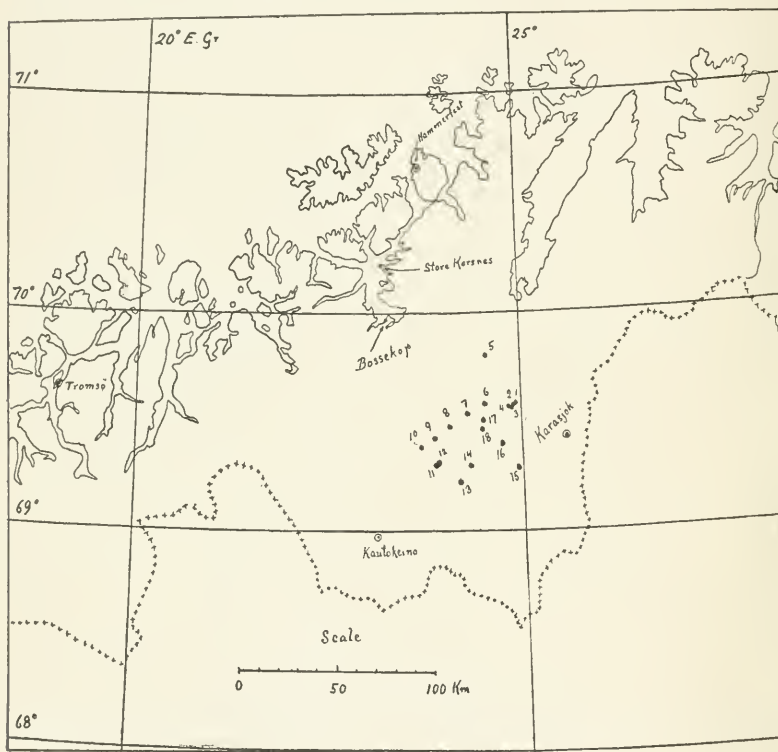 20° E. Gr
25°
71°
Hammerfest
Store Korsnes
70°
Bossekop
5
Tromsö
6
2 1
7
4
3
8
17
Karasjok
9
18
10
16
12
14
11
15
13
69°
Kautokeino
Scale
0 50 100 Km
68°